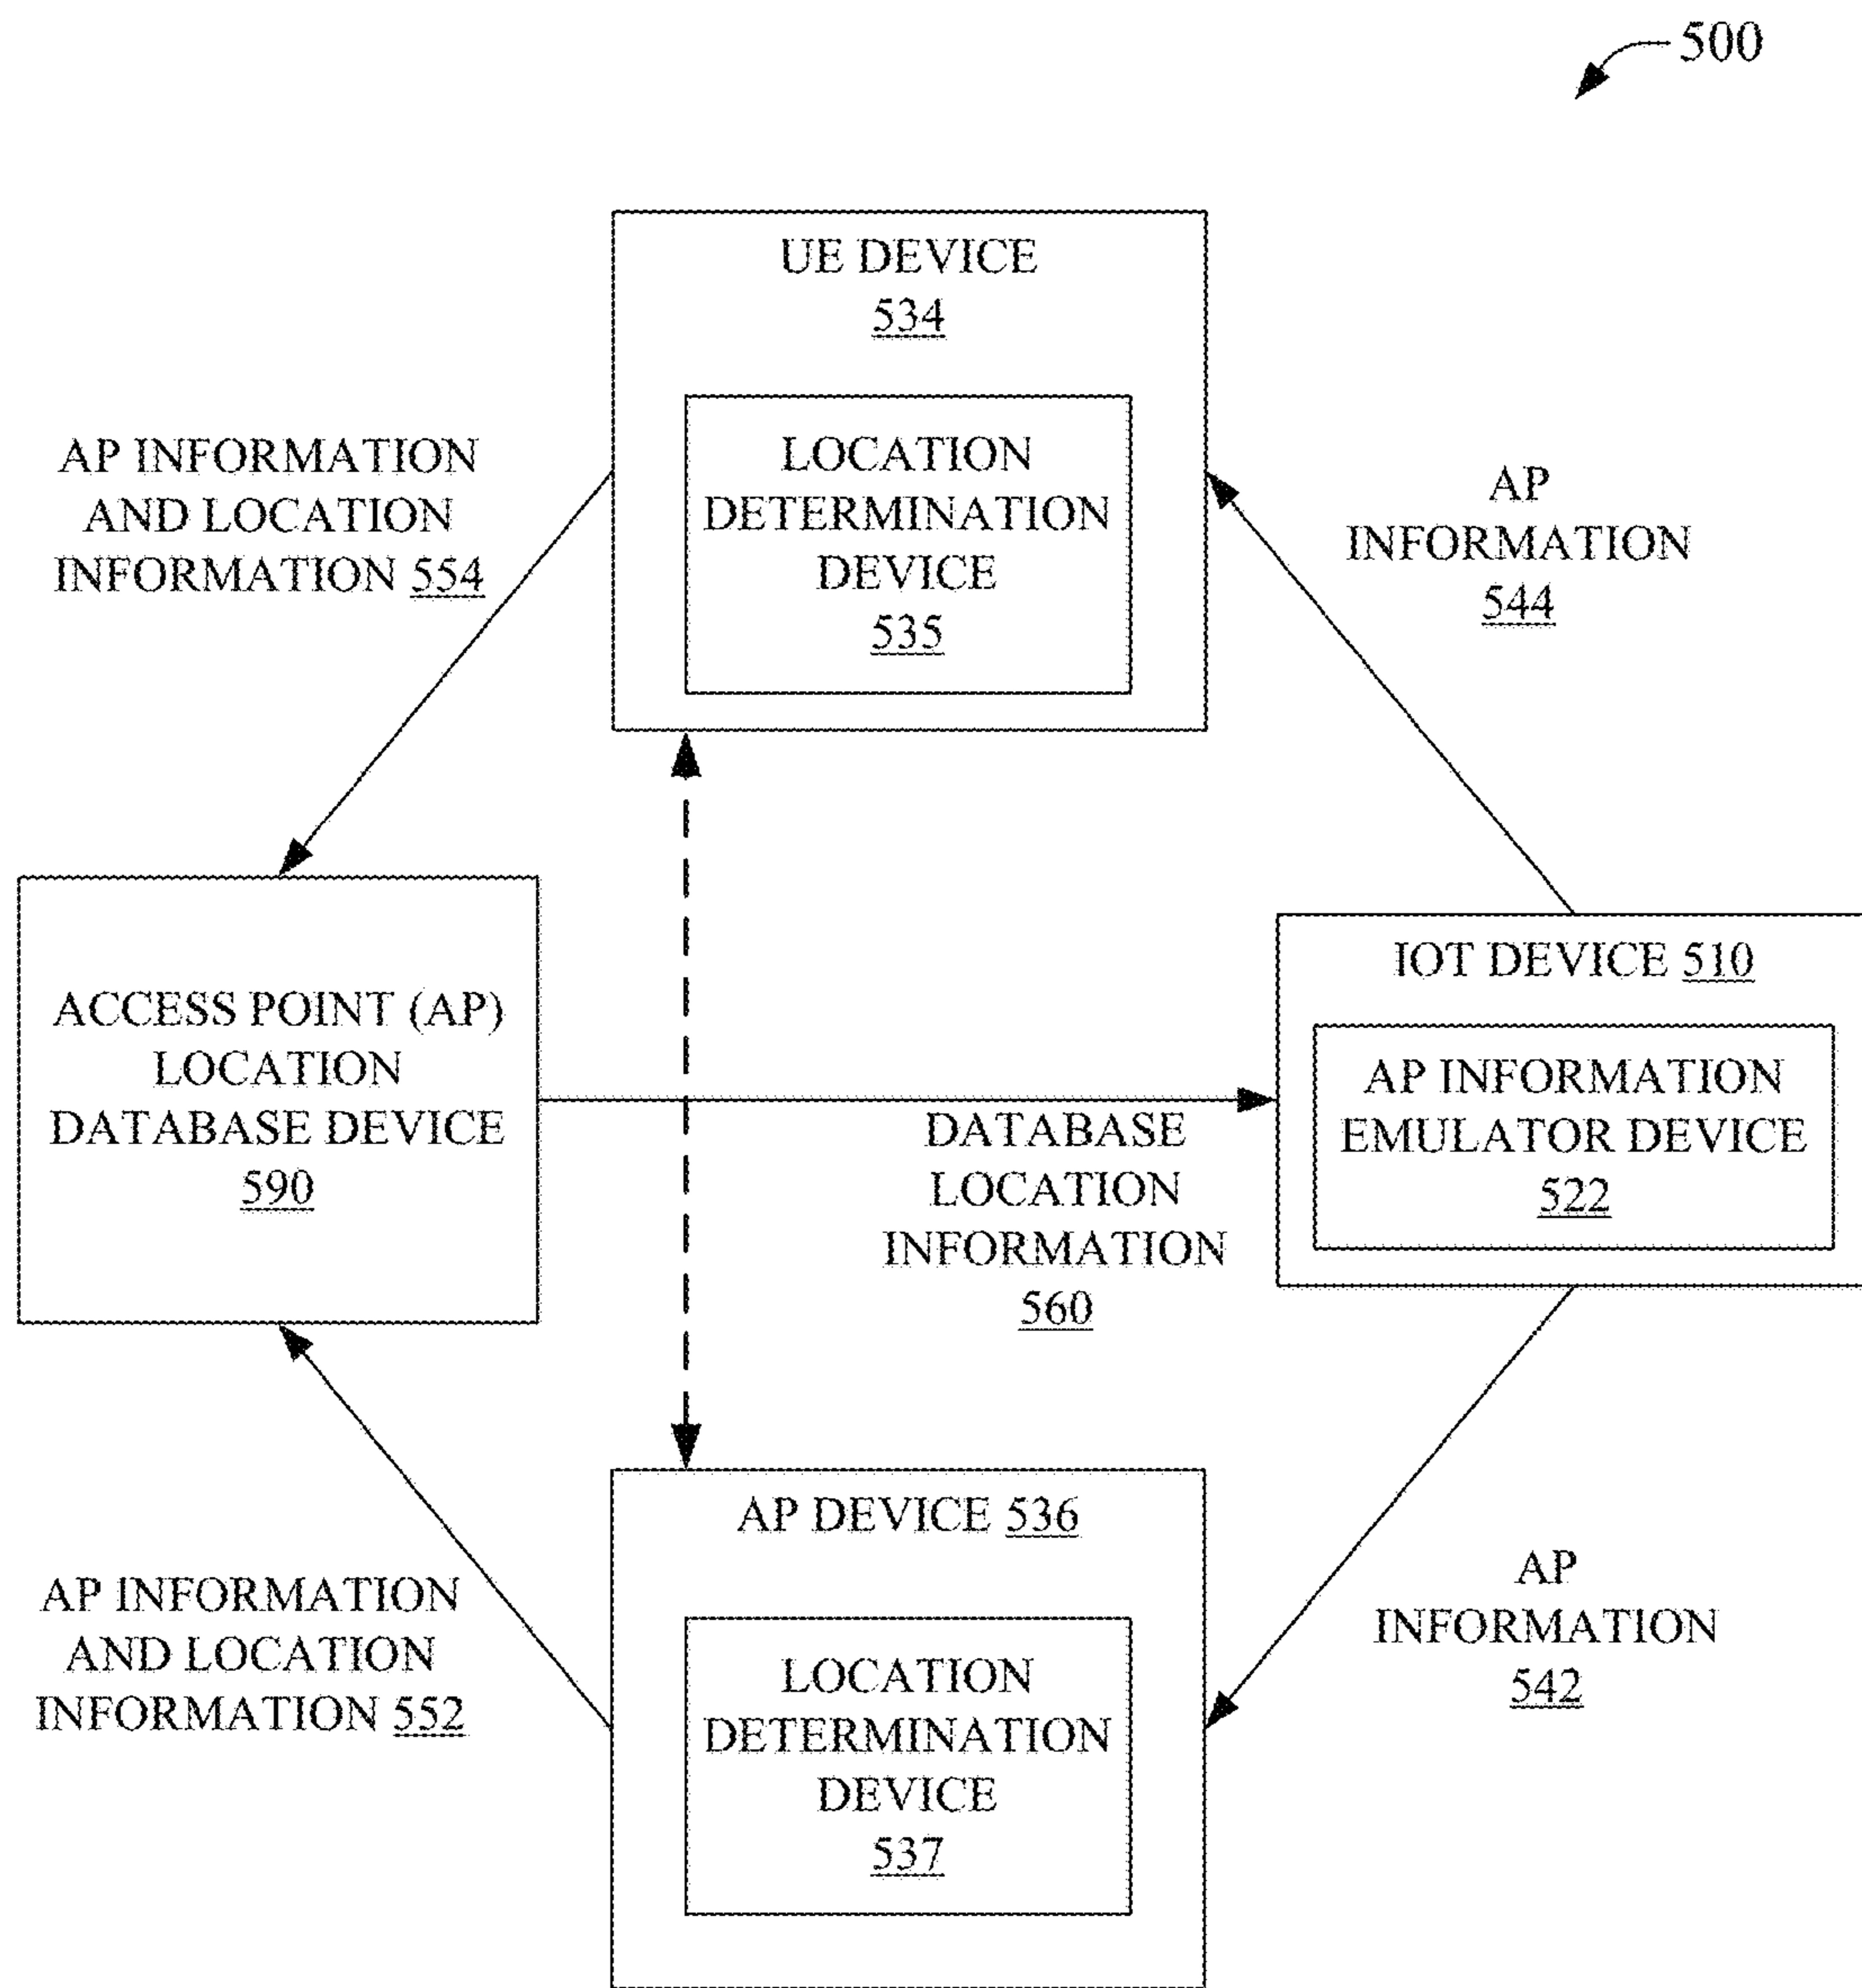 500
UE DEVICE
534
LOCATION
DETERMINATION
DEVICE
535
AP INFORMATION
AND LOCATION
INFORMATION 554
AP
INFORMATION
544
ACCESS POINT (AP)
LOCATION
DATABASE DEVICE
590
DATABASE
LOCATION
INFORMATION
560
IOT DEVICE 510
AP INFORMATION
EMULATOR DEVICE
522
AP DEVICE 536
LOCATION
DETERMINATION
DEVICE
537
AP INFORMATION
AND LOCATION
INFORMATION 552
AP
INFORMATION
542